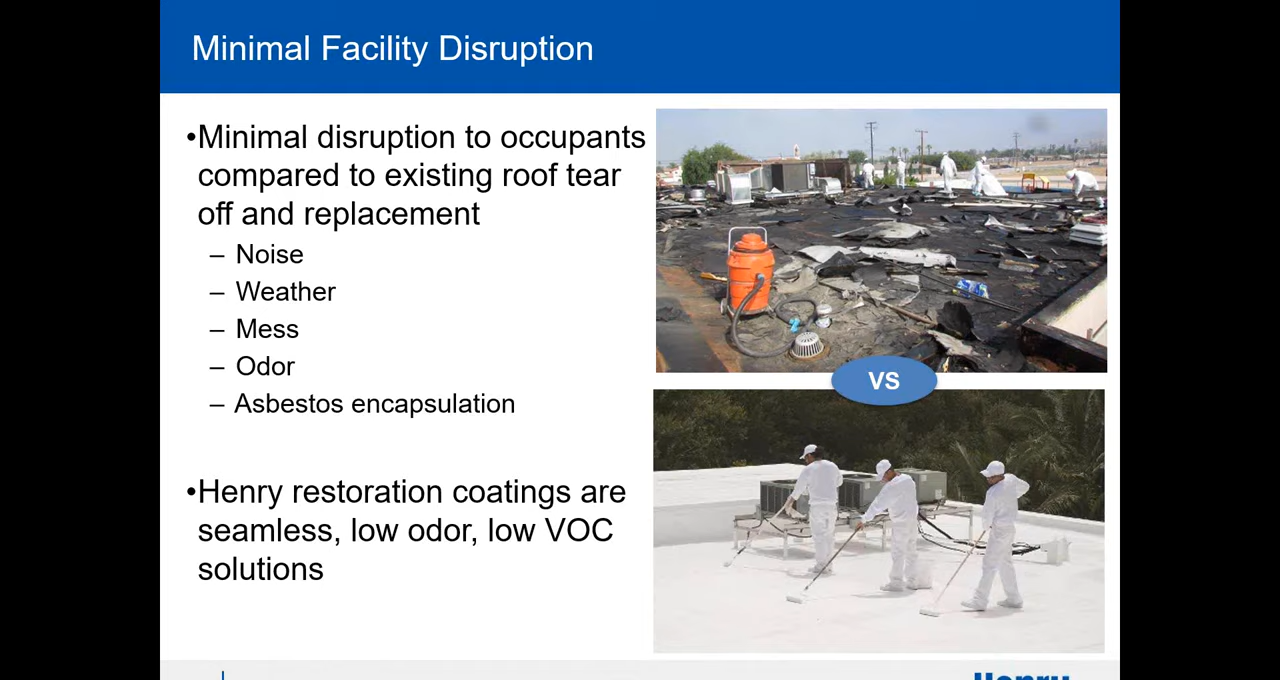 Minimal Facility Disruption
•Minimal disruption to occupants
compared to existing roof tear
off and replacement
– Noise
– Weather
– Mess
– Odor
– Asbestos encapsulation
•Henry restoration coatings are
seamless, low odor, low VOC
solutions
VS
Henry